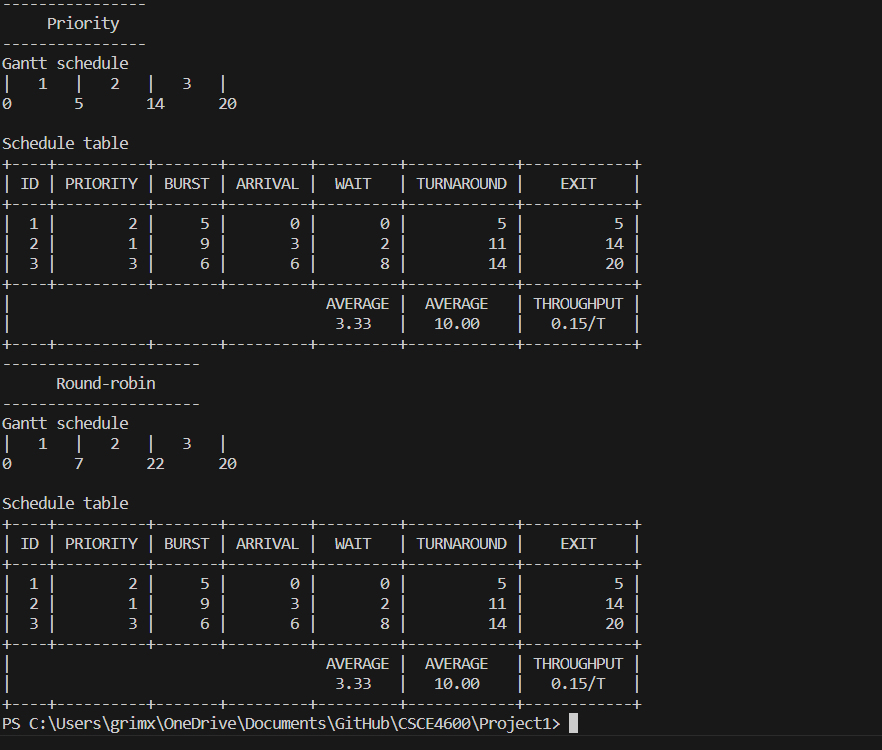 ----------------
     Priority
----------------
Gantt schedule
|   1   |   2   |   3   |
0       5       14      20

Schedule table
+----+----------+-------+---------+---------+------------+------------+
| ID | PRIORITY | BURST | ARRIVAL |  WAIT   | TURNAROUND |    EXIT    |
+----+----------+-------+---------+---------+------------+------------+
|  1 |        2 |     5 |       0 |       0 |          5 |          5 |
|  2 |        1 |     9 |       3 |       2 |         11 |         14 |
|  3 |        3 |     6 |       6 |       8 |         14 |         20 |
+----+----------+-------+---------+---------+------------+------------+
|                                   AVERAGE |  AVERAGE   | THROUGHPUT |
|                                    3.33   |   10.00    |   0.15/T   |
+----+----------+-------+---------+---------+------------+------------+
----------------------
      Round-robin
----------------------
Gantt schedule
|   1   |   2   |   3   |
0       7       22      20

Schedule table
+----+----------+-------+---------+---------+------------+------------+
| ID | PRIORITY | BURST | ARRIVAL |  WAIT   | TURNAROUND |    EXIT    |
+----+----------+-------+---------+---------+------------+------------+
|  1 |        2 |     5 |       0 |       0 |          5 |          5 |
|  2 |        1 |     9 |       3 |       2 |         11 |         14 |
|  3 |        3 |     6 |       6 |       8 |         14 |         20 |
+----+----------+-------+---------+---------+------------+------------+
|                                   AVERAGE |  AVERAGE   | THROUGHPUT |
|                                    3.33   |   10.00    |   0.15/T   |
+----+----------+-------+---------+---------+------------+------------+
PS C:\Users\grimx\OneDrive\Documents\GitHub\CSCE4600\Project1>